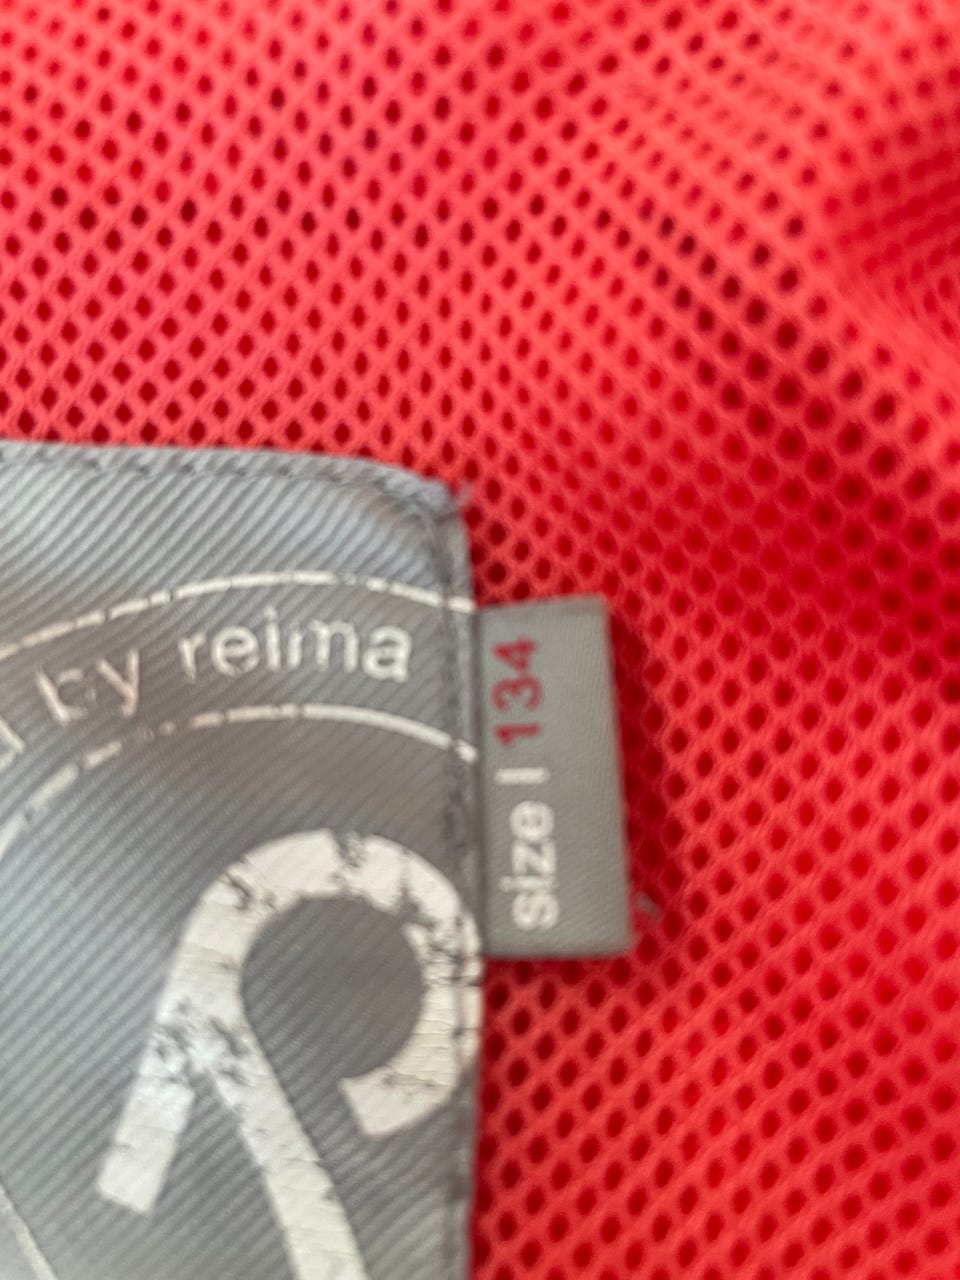 by reima
size | 134